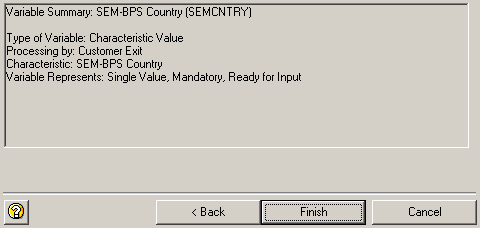 Variable Summary: SEM-BPS Country (SEMCNTRY)
Type of Variable: Characteristic Value
Processing by: Customer Exit
Characteristic: SEM-BPS Country
Variable Represents: Single Value, Mandatory, Ready for Input
< Back
Finish
Cancel